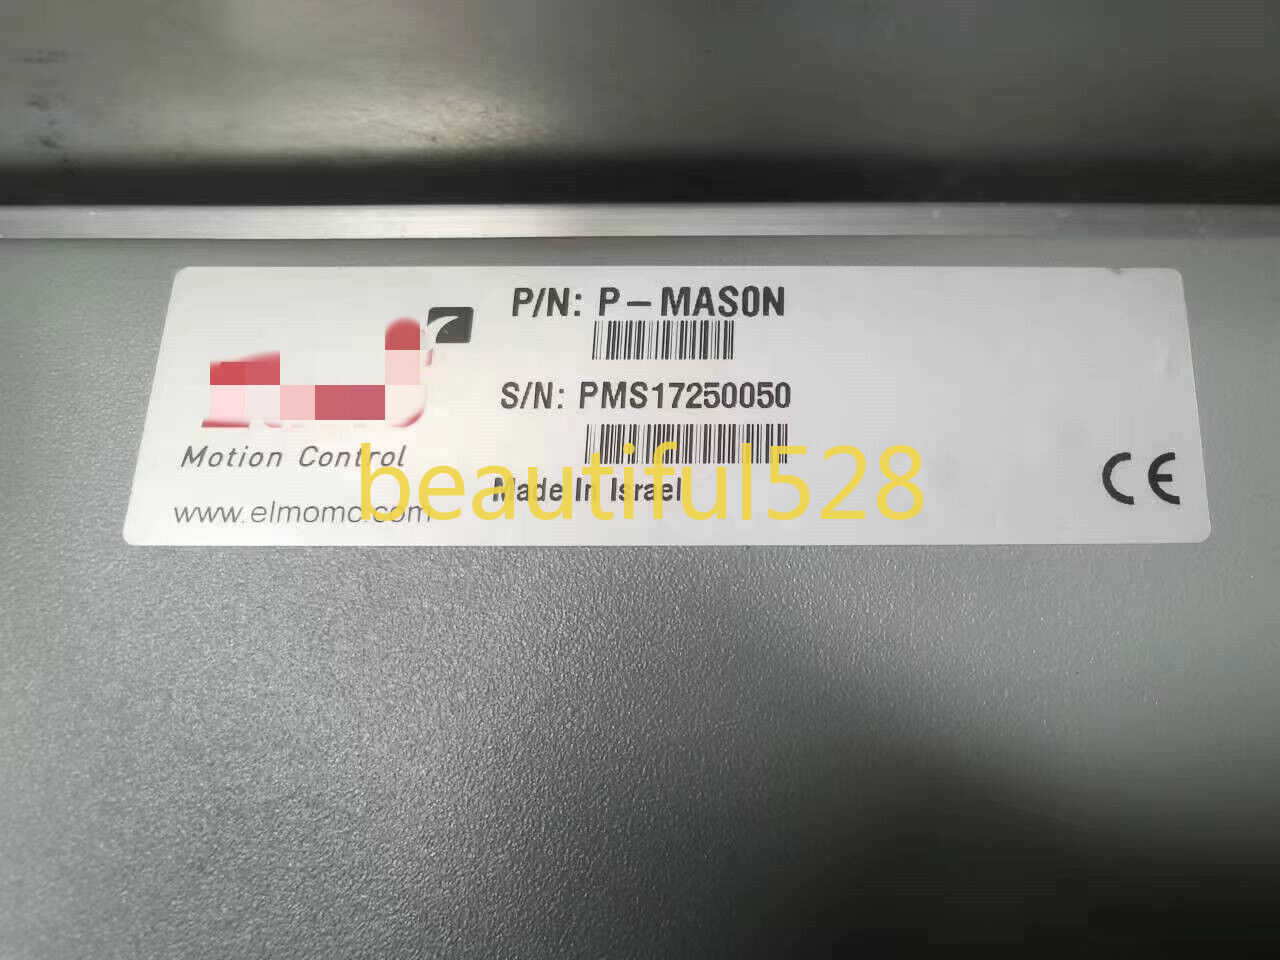 P/N: P-MASON
S/N: PMS17250050
Made In Israel
Motion Control
www.elmomc.com
CE
beautiful528